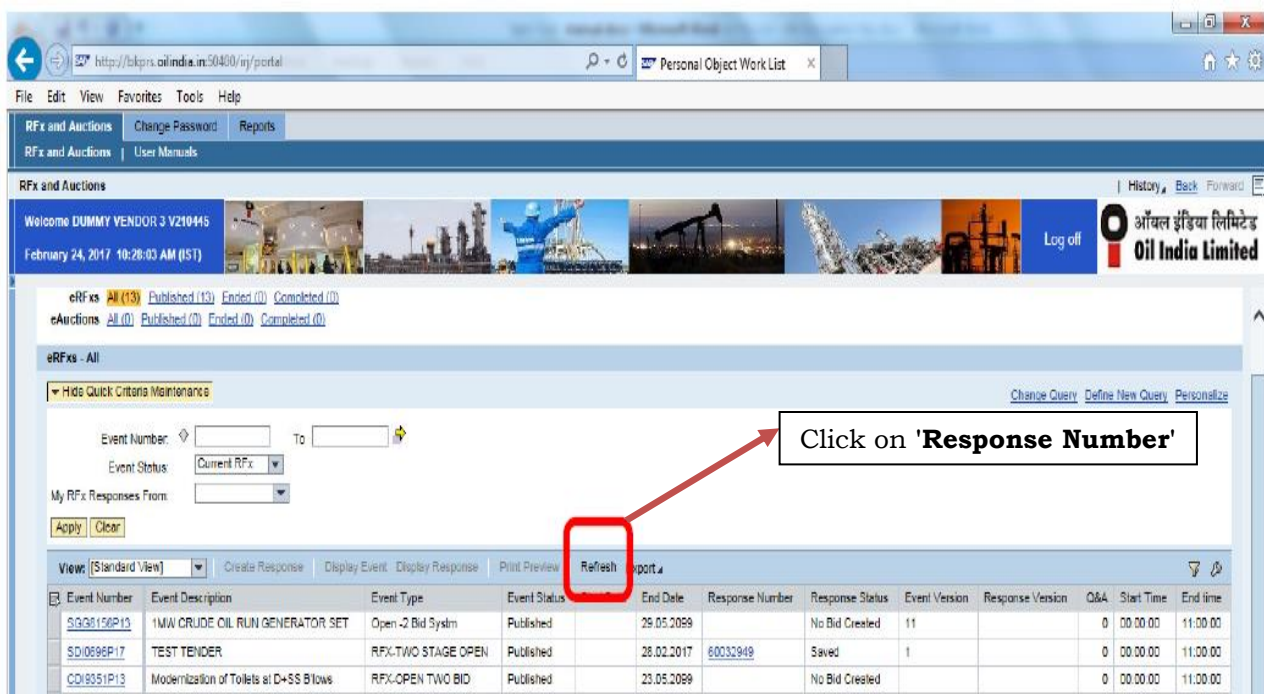 http://bkprs.oilindia.in:50400/irj/portal
Personal Object Work List
File Edit View Favorites Tools Help
RFx and Auctions Change Password Reports
RFx and Auctions | User Manuals
RFx and Auctions | History Back Forward
Welcome DUMMY VENDOR 3 V210445
February 24, 2017 10:28:03 AM (IST)
Log off
ऑयल इंडिया लिमिटेड
Oil India Limited
eRFxs All (13) Published (13) Ended (0) Completed (0)
eAuctions All (0) Published (0) Ended (0) Completed (0)
eRFxs - All
Hide Quick Criteria Maintenance Change Query Define New Query Personalize
Event Number: To
Event Status: Current RFx
My RFx Responses From:
Apply Clear
Click on 'Response Number'
View: [Standard View] Create Response Display Event Display Response Print Preview Refresh Export
Event Number Event Description Event Type Event Status End Date Response Number Response Status Event Version Response Version Q&A Start Time End time
SGG8156P13 1MW CRUDE OIL RUN GENERATOR SET Open -2 Bid Systm Published 29.05.2099 No Bid Created 11 0 00:00:00 11:00:00
SDI0696P17 TEST TENDER RFX-TWO STAGE OPEN Published 28.02.2017 60032949 Saved 1 0 00:00:00 11:00:00
CDI9351P13 Modernization of Toilets at D+SS B'lows RFX-OPEN TWO BID Published 23.05.2099 No Bid Created 0 00:00:00 11:00:00